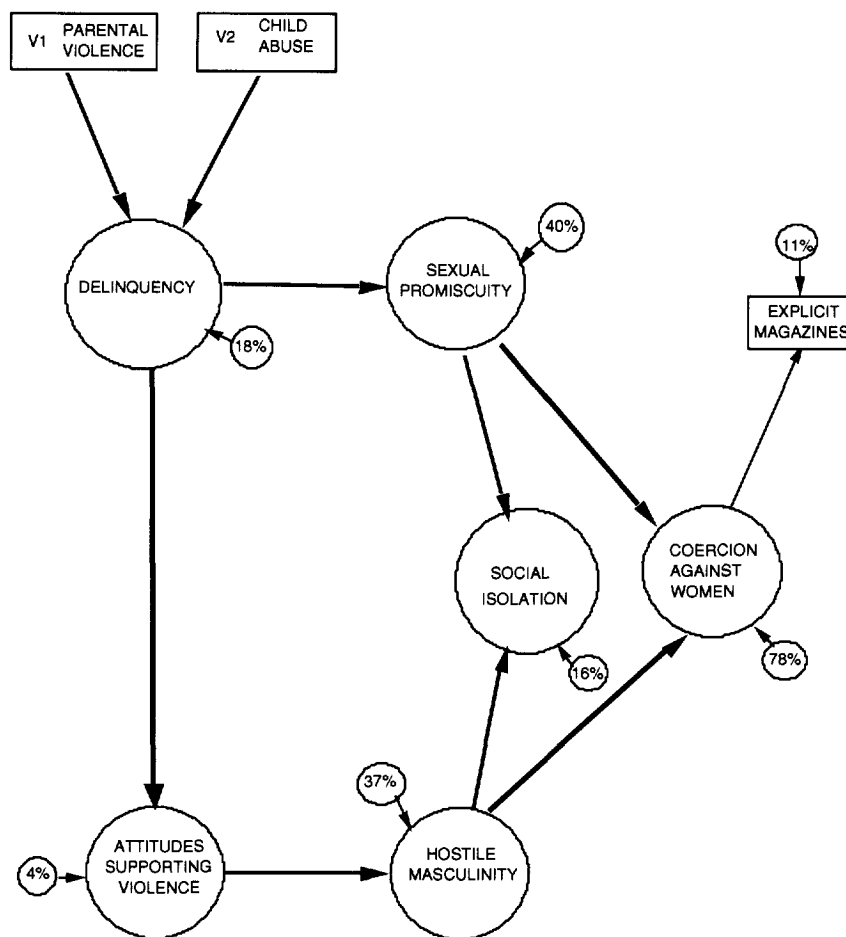 V1 PARENTAL
VIOLENCE
V2 CHILD
ABUSE
DELINQUENCY
18%
SEXUAL
PROMISCUITY
40%
11%
EXPLICIT
MAGAZINES
SOCIAL
ISOLATION
16%
COERCION
AGAINST
WOMEN
78%
4%
ATTITUDES
SUPPORTING
VIOLENCE
37%
HOSTILE
MASCULINITY